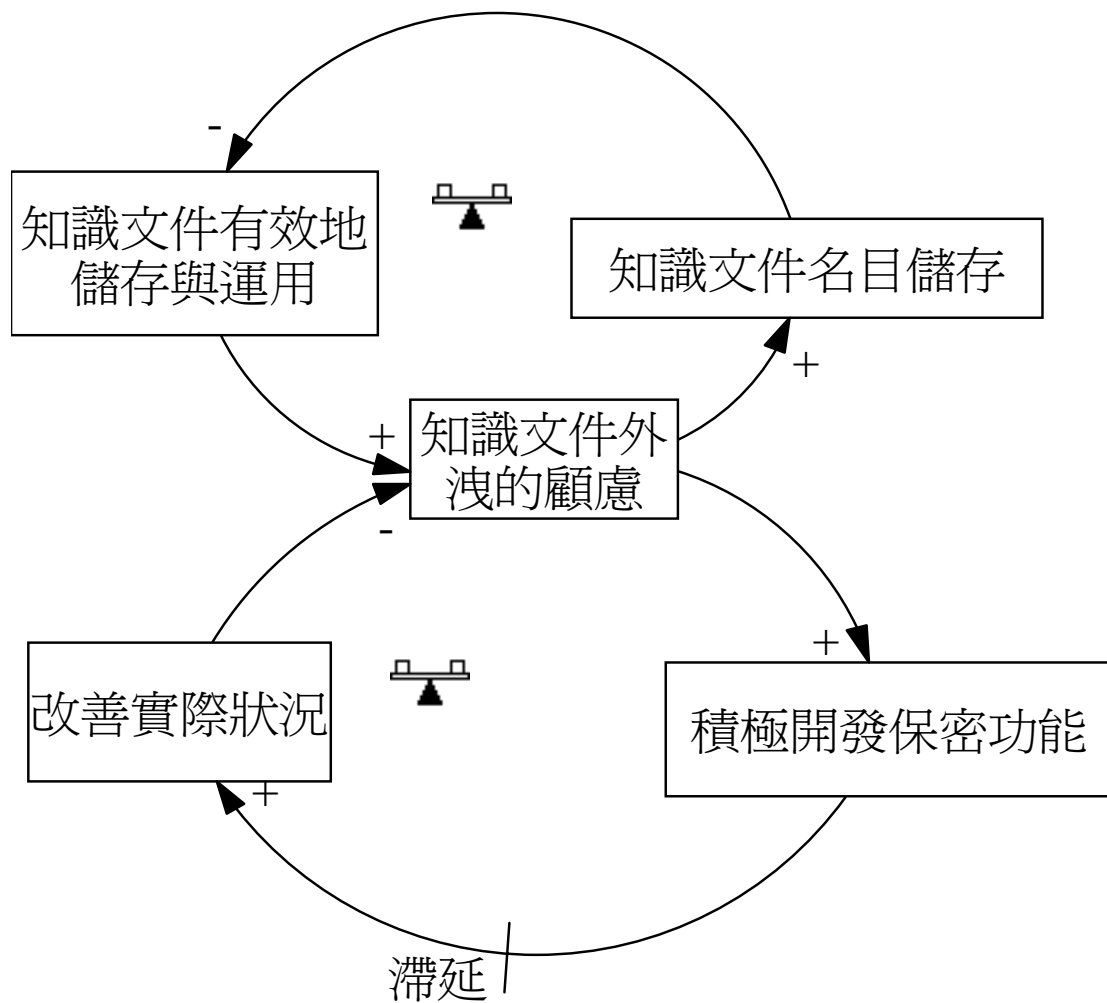 -
知識文件有效地
儲存與運用
知識文件名目儲存
+
+
知識文件外
洩的顧慮
-
+
改善實際狀況
積極開發保密功能
+
滯延